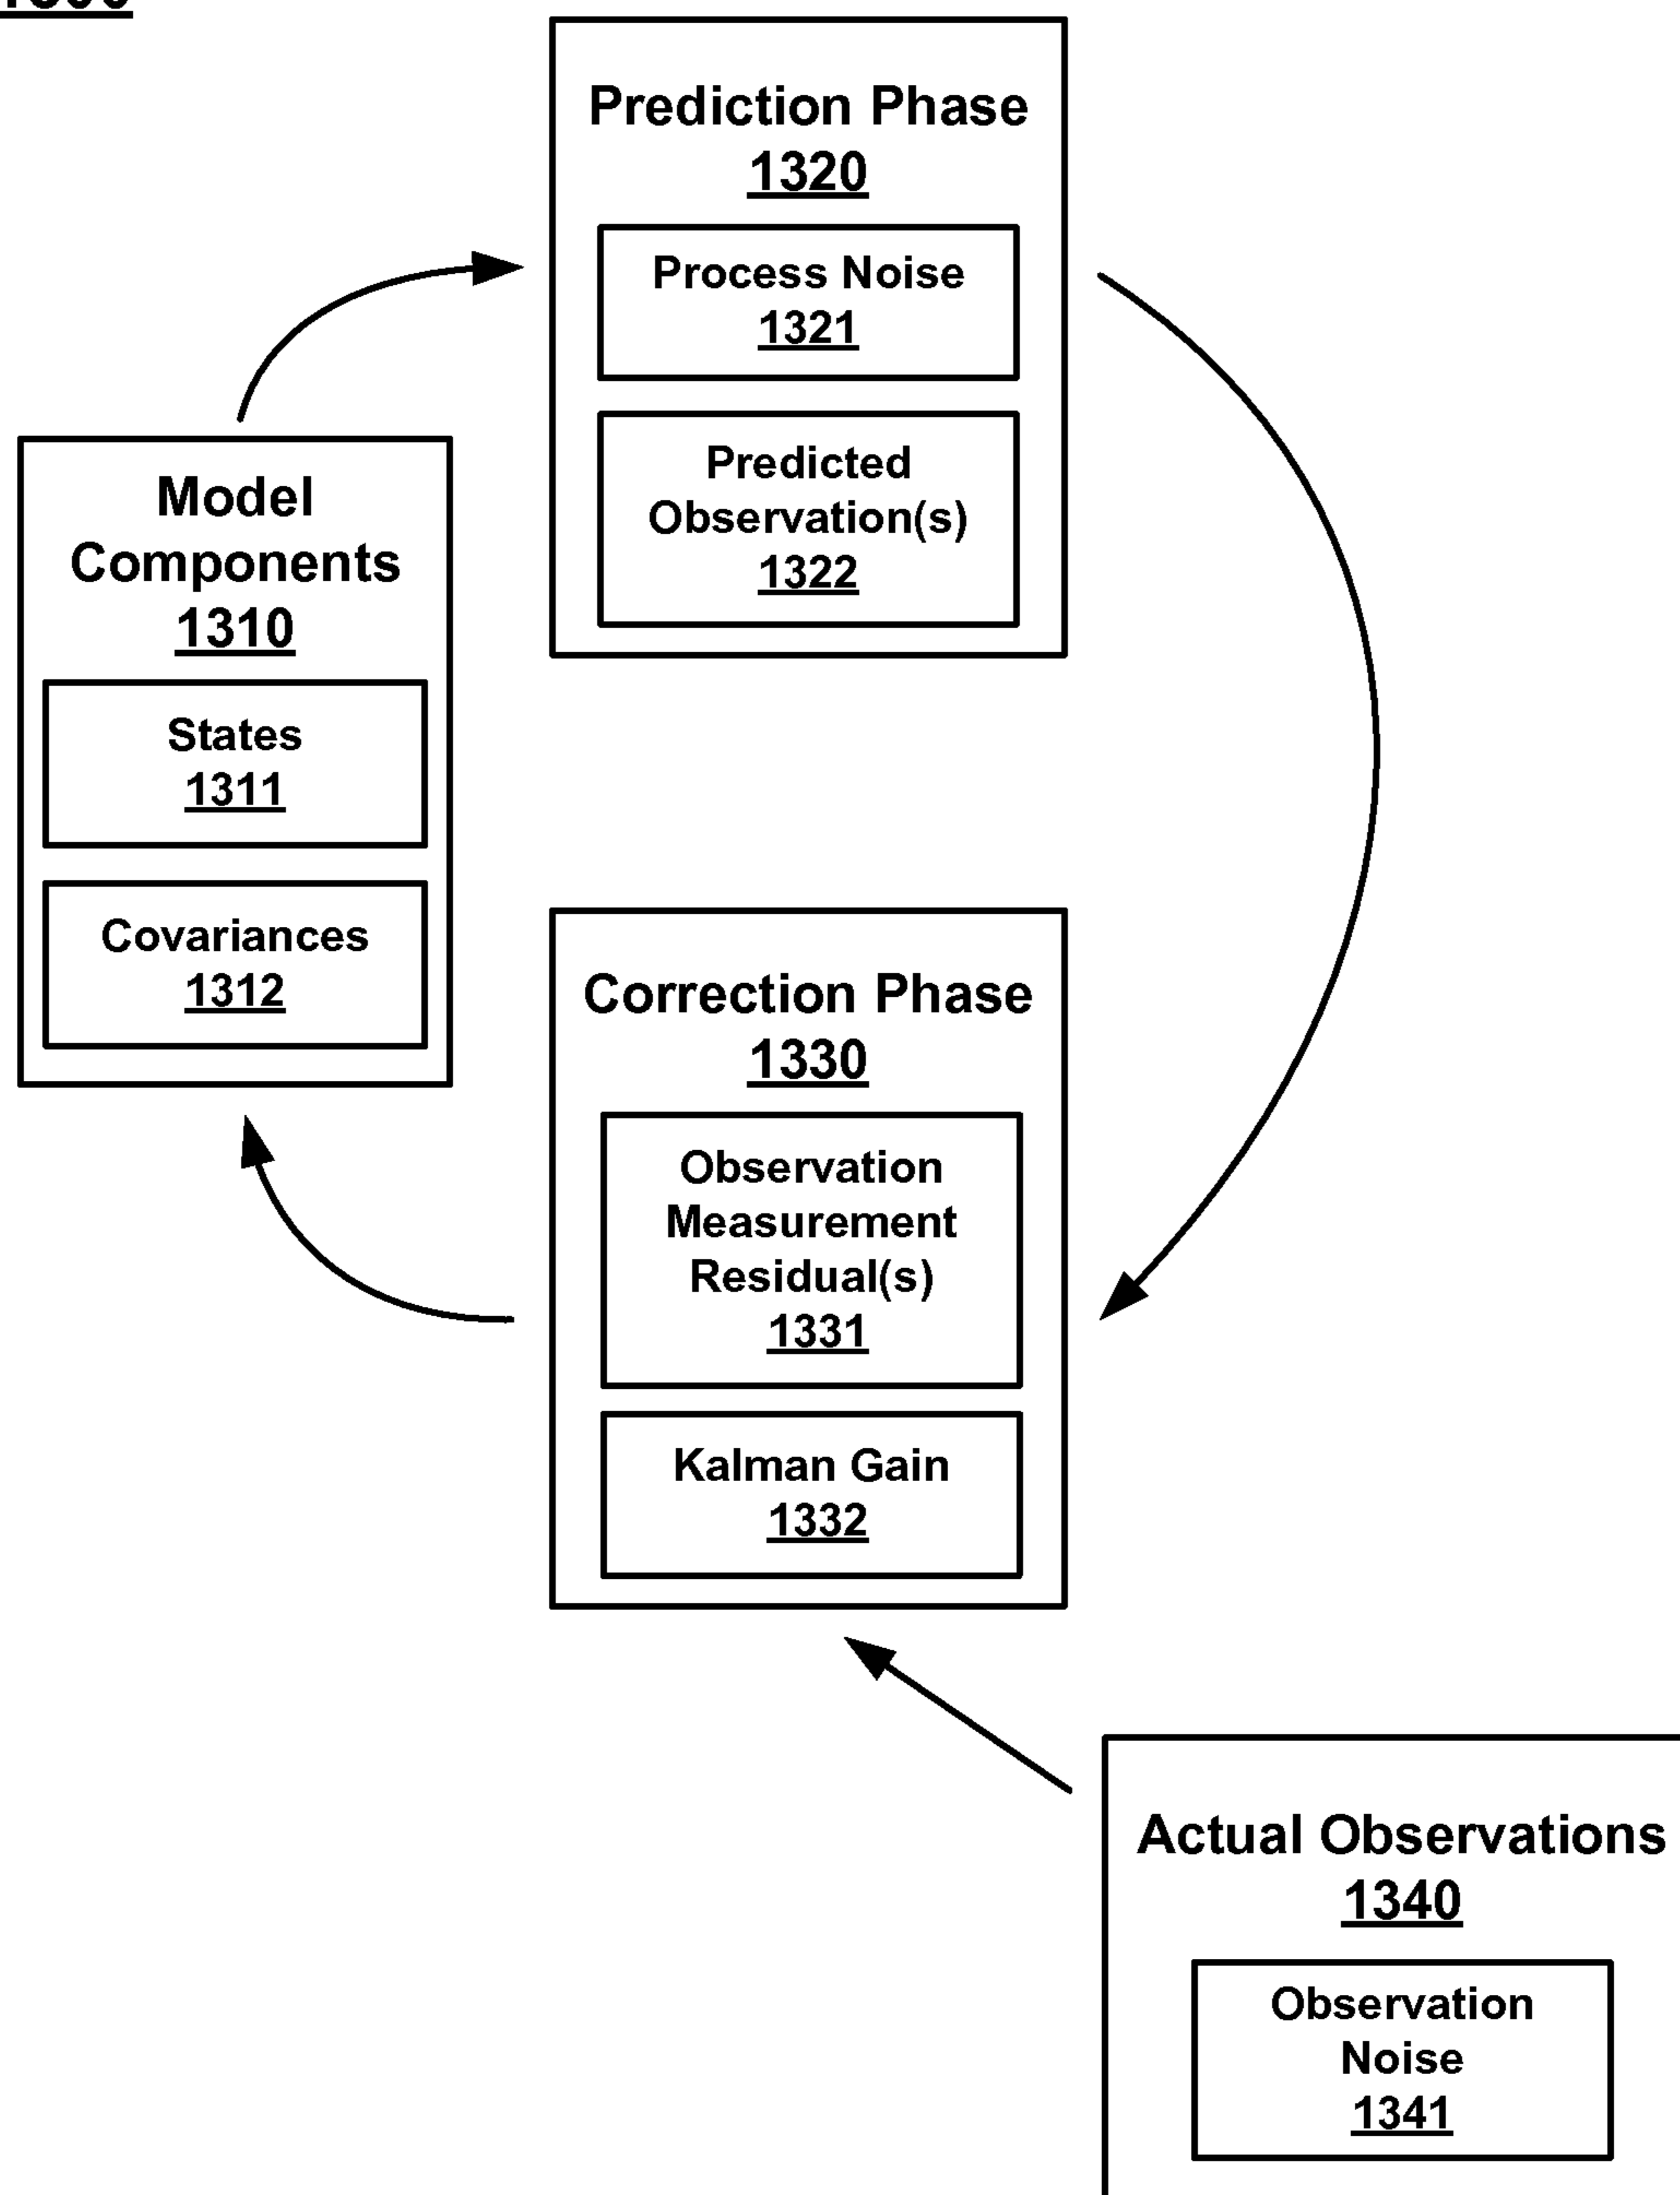 Prediction Phase
1320
Process Noise
1321
Predicted
Observation(s)
1322
Model
Components
1310
States
1311
Covariances
1312
Correction Phase
1330
Observation
Measurement
Residual(s)
1331
Kalman Gain
1332
Actual Observations
1340
Observation
Noise
1341